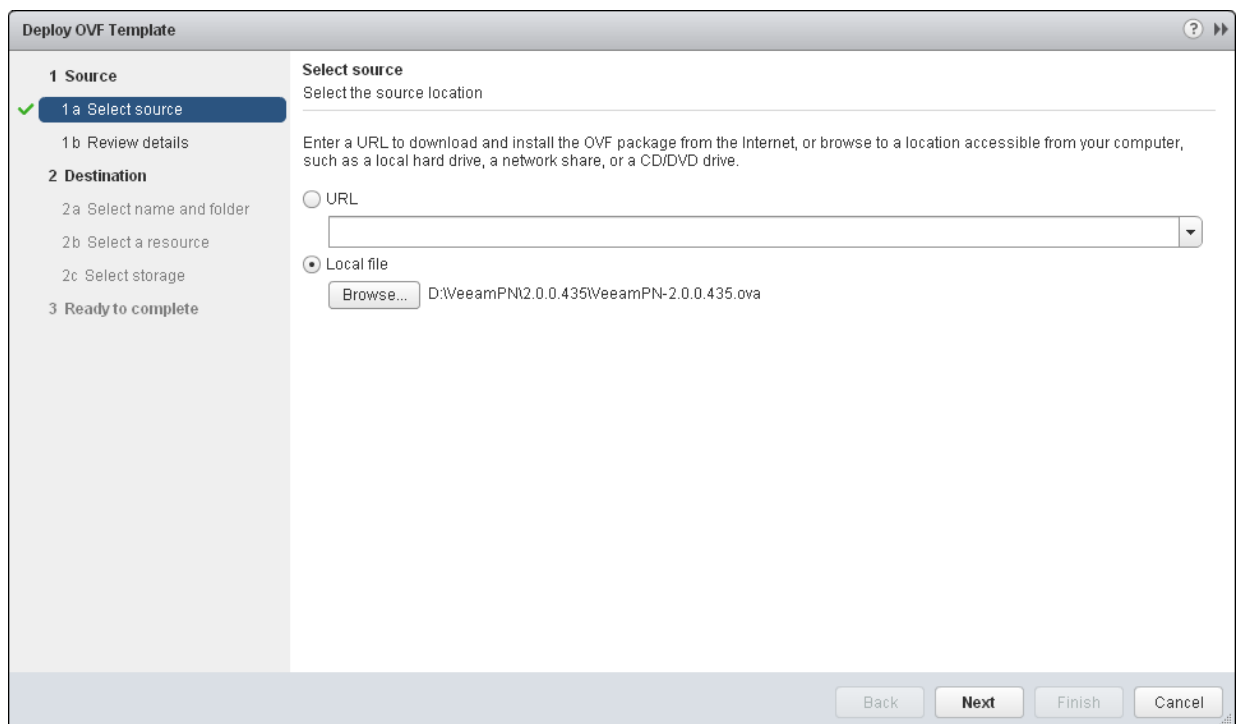 Deploy OVF Template
?
1 Source
1a Select source
1b Review details
2 Destination
2a Select name and folder
2b Select a resource
2c Select storage
3 Ready to complete
Select source
Select the source location
Enter a URL to download and install the OVF package from the Internet, or browse to a location accessible from your computer,
such as a local hard drive, a network share, or a CD/DVD drive.
URL
Local file
Browse... D:\VeeamPN\2.0.0.435\VeeamPN-2.0.0.435.ova
Back Next Finish Cancel